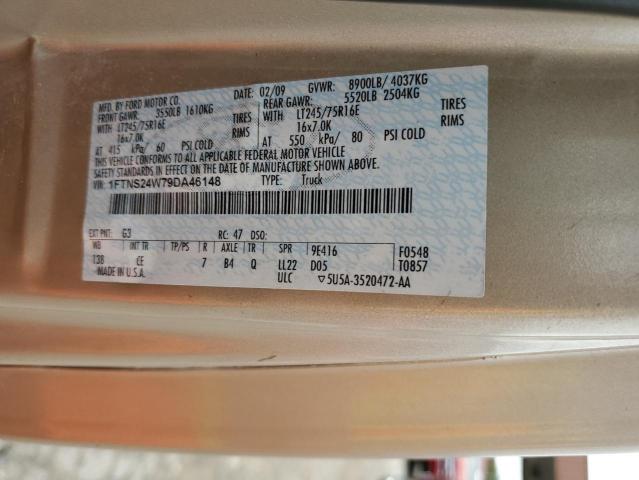 MFD. BY FORD MOTOR CO. DATE: 02/09 GVWR: 8900LB/ 4037KG
FRONT GAWR: 3550LB 1610KG REAR GAWR: 5520LB 2504KG
WITH LT245/75R16E TIRES WITH LT245/75R16E TIRES
16x7.0K RIMS 16x7.0K RIMS
AT 415 kPa/ 60 PSI COLD AT 550 kPa/ 80 PSI COLD
THIS VEHICLE CONFORMS TO ALL APPLICABLE FEDERAL MOTOR VEHICLE
SAFETY STANDARDS IN EFFECT ON THE DATE OF MANUFACTURE SHOWN ABOVE.
VIN: 1FTNS24W79DA46148 TYPE: Truck
EXT PNT: G3 RC: 47 DSO:
WB INT TR TP/PS R AXLE TR SPR 9E416 F0548
138 CE 7 B4 Q LL22 D05 T0857
MADE IN U.S.A. ULC ▽5U5A-3520472-AA